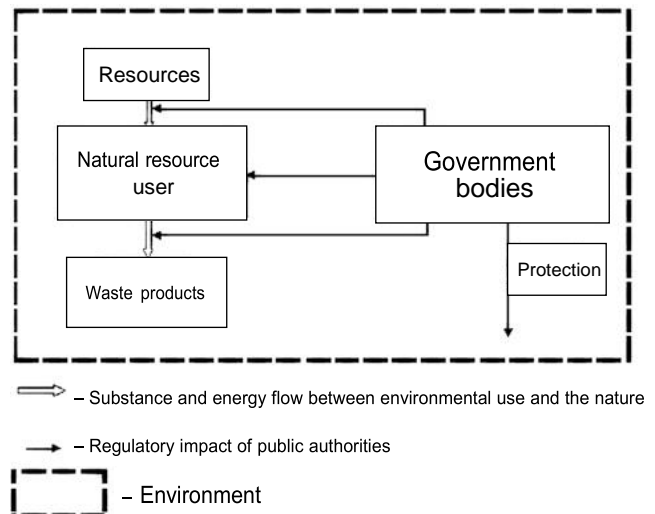 Resources
Natural resource
user
Government
bodies
Protection
Waste products
– Substance and energy flow between environmental use and the nature
– Regulatory impact of public authorities
– Environment